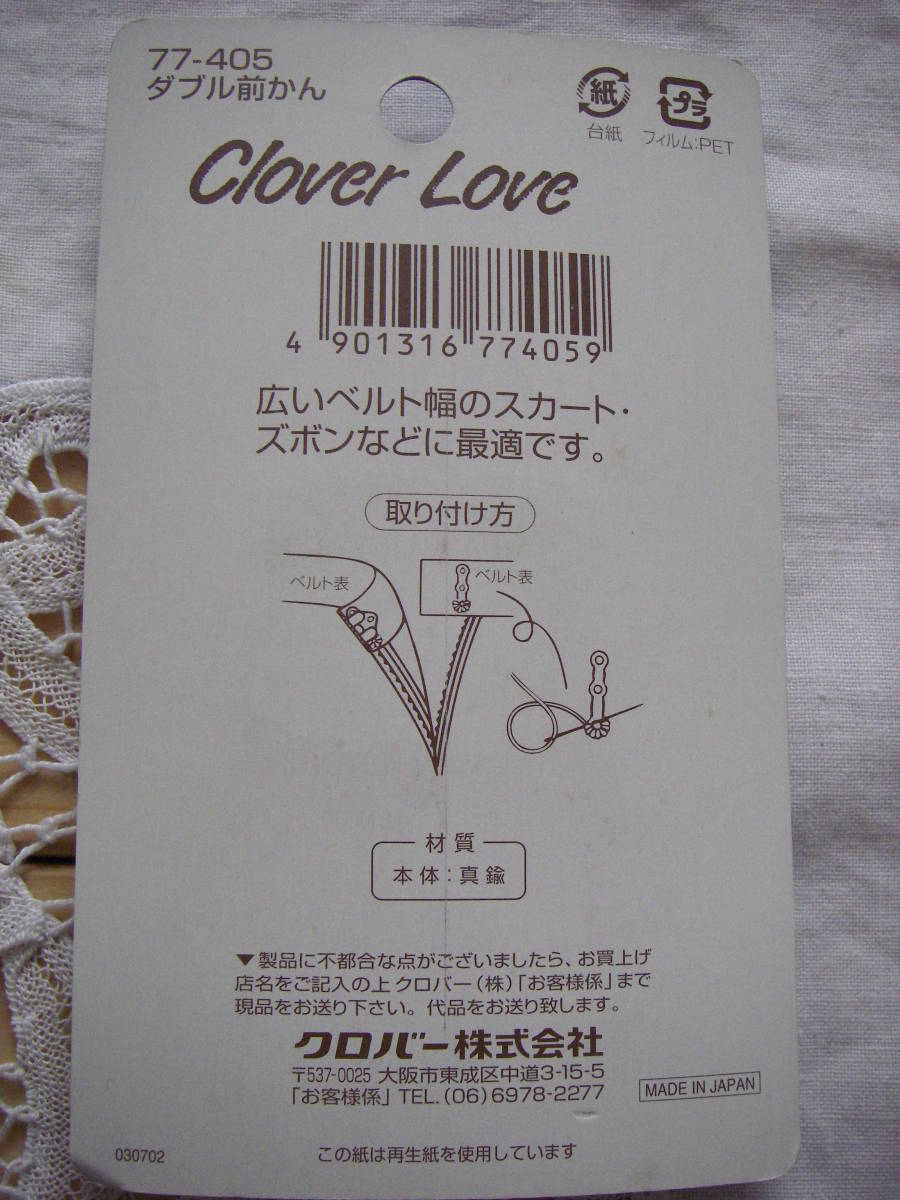 77-405
ダブル前かん
紙
台紙
プラ
フィルム:PET
Clover Love
4 901316 774059
広いベルト幅のスカート・
ズボンなどに最適です。
取り付け方
ベルト表
ベルト表
材質
本体:真鍮
▼製品に不都合な点がございましたら、お買上げ
店名をご記入の上クロバー(株)「お客様係」まで
現品をお送り下さい。代品をお送り致します。
クロバー株式会社
〒537-0025 大阪市東成区中道3-15-5
「お客様係」TEL.(06)6978-2277
MADE IN JAPAN
030702
この紙は再生紙を使用しています